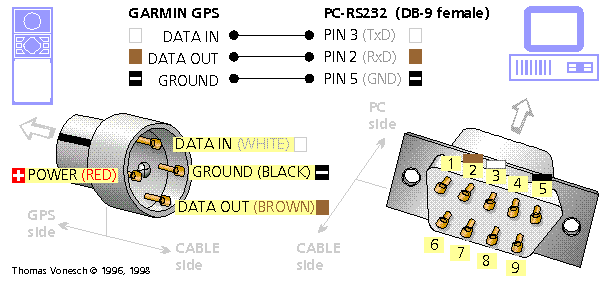 GARMIN GPS
PC-RS232 (DB-9 female)
DATA IN
PIN 3 (TxD)
DATA OUT
PIN 2 (RxD)
GROUND
PIN 5 (GND)
DATA IN (WHITE)
POWER (RED)
GROUND (BLACK)
DATA OUT (BROWN)
GPS
side
CABLE
side
PC
side
CABLE
side
1
2
3
4
5
6
7
8
9
Thomas Vonesch © 1996, 1998